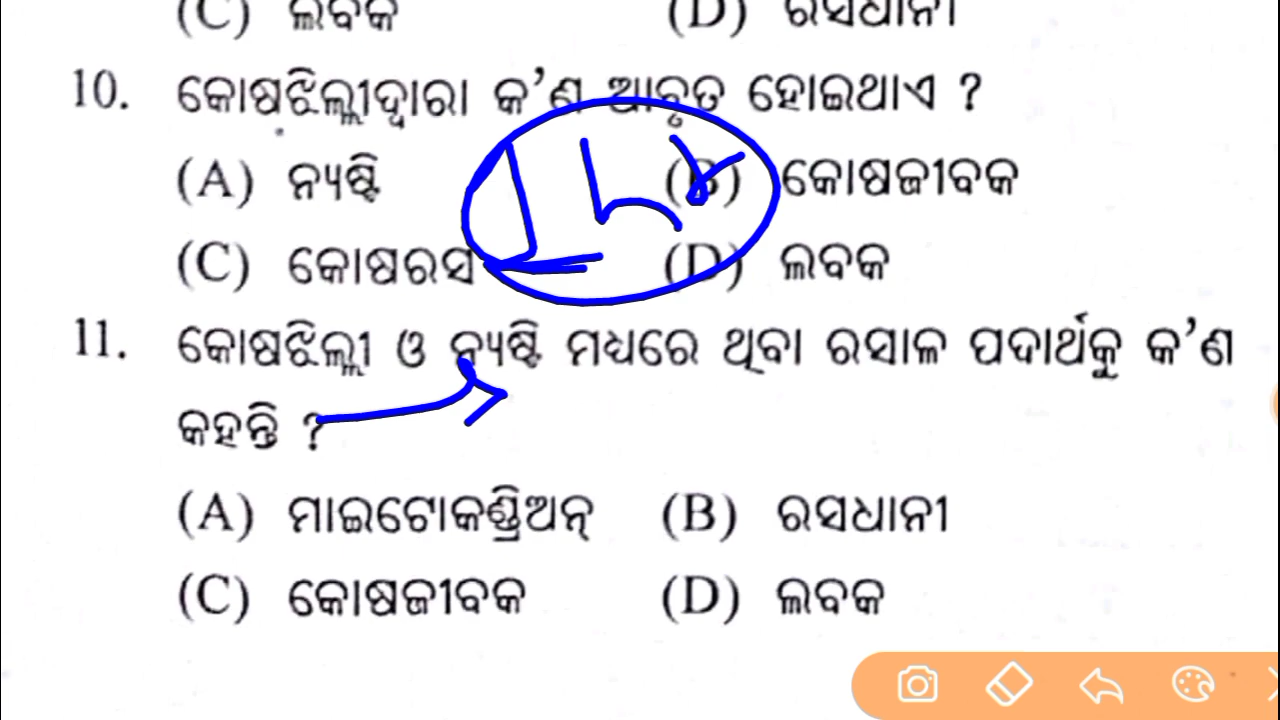 (C) ଲବକ (D) ରସଧାନୀ
10. କୋଷଝିଲ୍ଲୀଦ୍ୱାରା କ'ଣ ଆବୃତ ହୋଇଥାଏ ?
(A) ନ୍ୟଷ୍ଟି (B) କୋଷଜୀବକ
(C) କୋଷରସ (D) ଲବକ
11. କୋଷଝିଲ୍ଲୀ ଓ ନ୍ୟଷ୍ଟି ମଧ୍ୟରେ ଥିବା ରସାଳ ପଦାର୍ଥକୁ କ'ଣ
କହନ୍ତି ?
(A) ମାଇଟୋକଣ୍ଡ୍ରିଅନ୍ (B) ରସଧାନୀ
(C) କୋଷଜୀବକ (D) ଲବକ